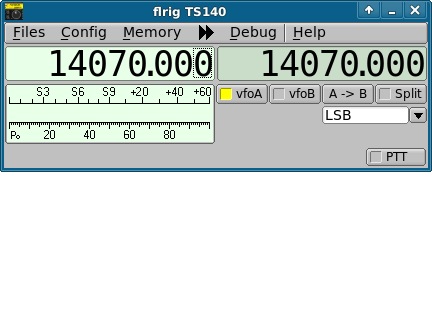 flrig TS140
Files Config Memory Debug Help
14070.000 14070.000
S3 S6 S9 +20 +40 +60
vfoA vfoB A -> B Split
LSB
Po 20 40 60 80
PTT